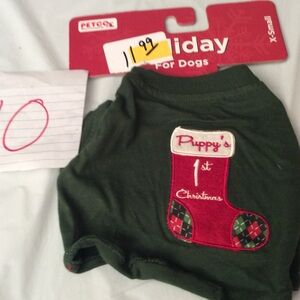 PETCO
11.99
iday
For Dogs
X-Small
10
Puppy's
1st
Christmas